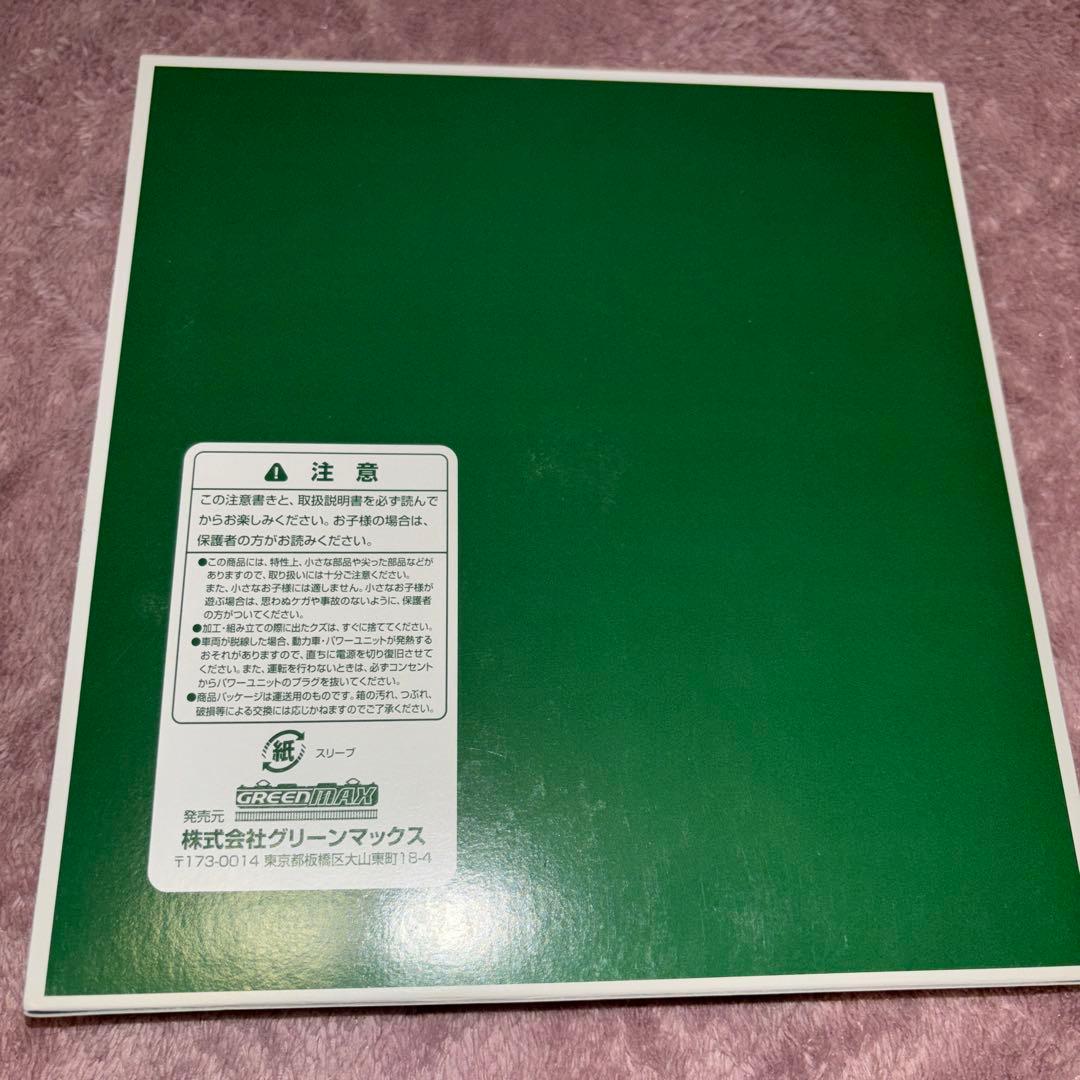 注意
この注意書きと、取扱説明書を必ず読んで
からお楽しみください。お子様の場合は、
保護者の方がお読みください。
●この商品には、特性上、小さな部品や尖った部品などが
ありますので、取り扱いには十分ご注意ください。
また、小さなお子様には適しません。小さなお子様が
遊ぶ場合は、思わぬケガや事故のないように、保護者
の方がついてください。
●加工・組み立ての際に出たクズは、すぐに捨ててください。
●車両が脱線した場合、動力車・パワーユニットが発熱する
おそれがありますので、直ちに電源を切り復旧させて
ください。また、運転を行わないときは、必ずコンセント
からパワーユニットのプラグを抜いてください。
●商品パッケージは運送用のものです。箱の汚れ、つぶれ、
破損等による交換には応じかねますのでご了承ください。
紙 スリーブ
GREENMAX
発売元
株式会社グリーンマックス
〒173-0014 東京都板橋区大山東町18-4